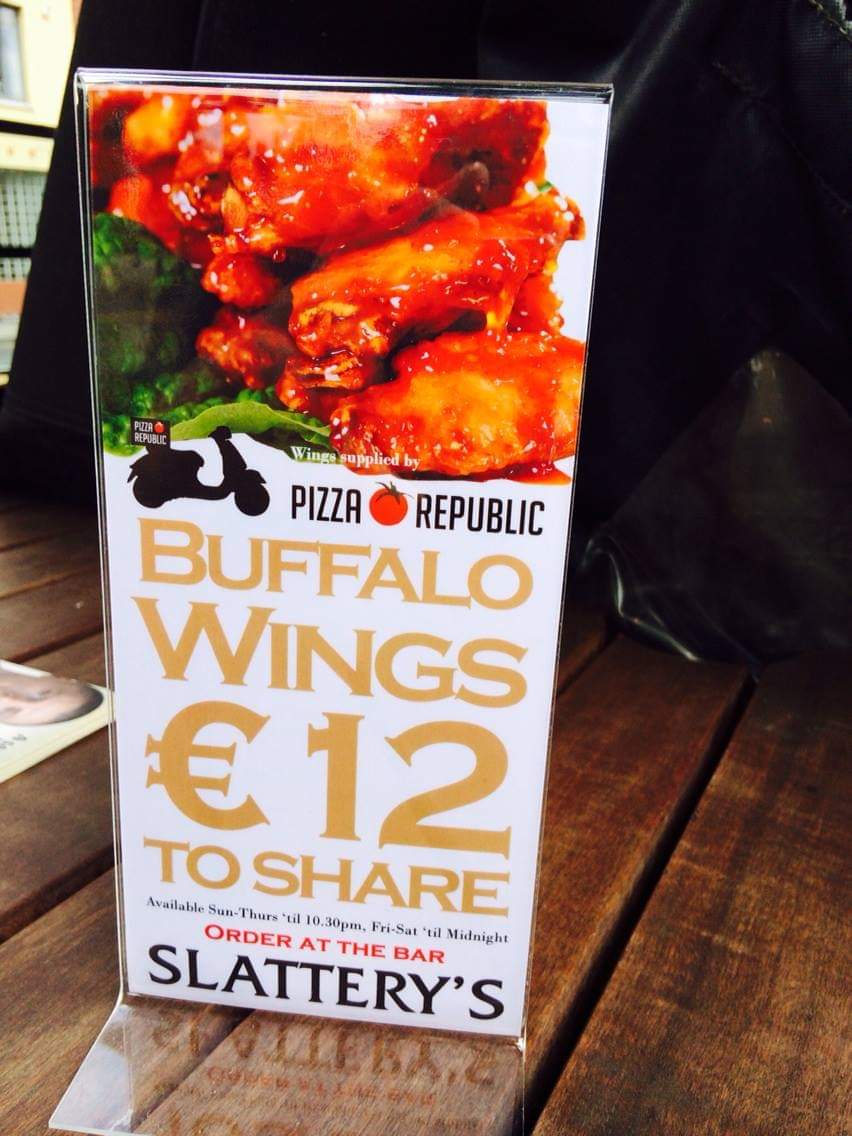 PIZZA
REPUBLIC
Wings supplied by
PIZZA REPUBLIC
BUFFALO
WINGS
€12
TO SHARE
Available Sun-Thurs 'til 10.30pm, Fri-Sat 'til Midnight
ORDER AT THE BAR
SLATTERY'S